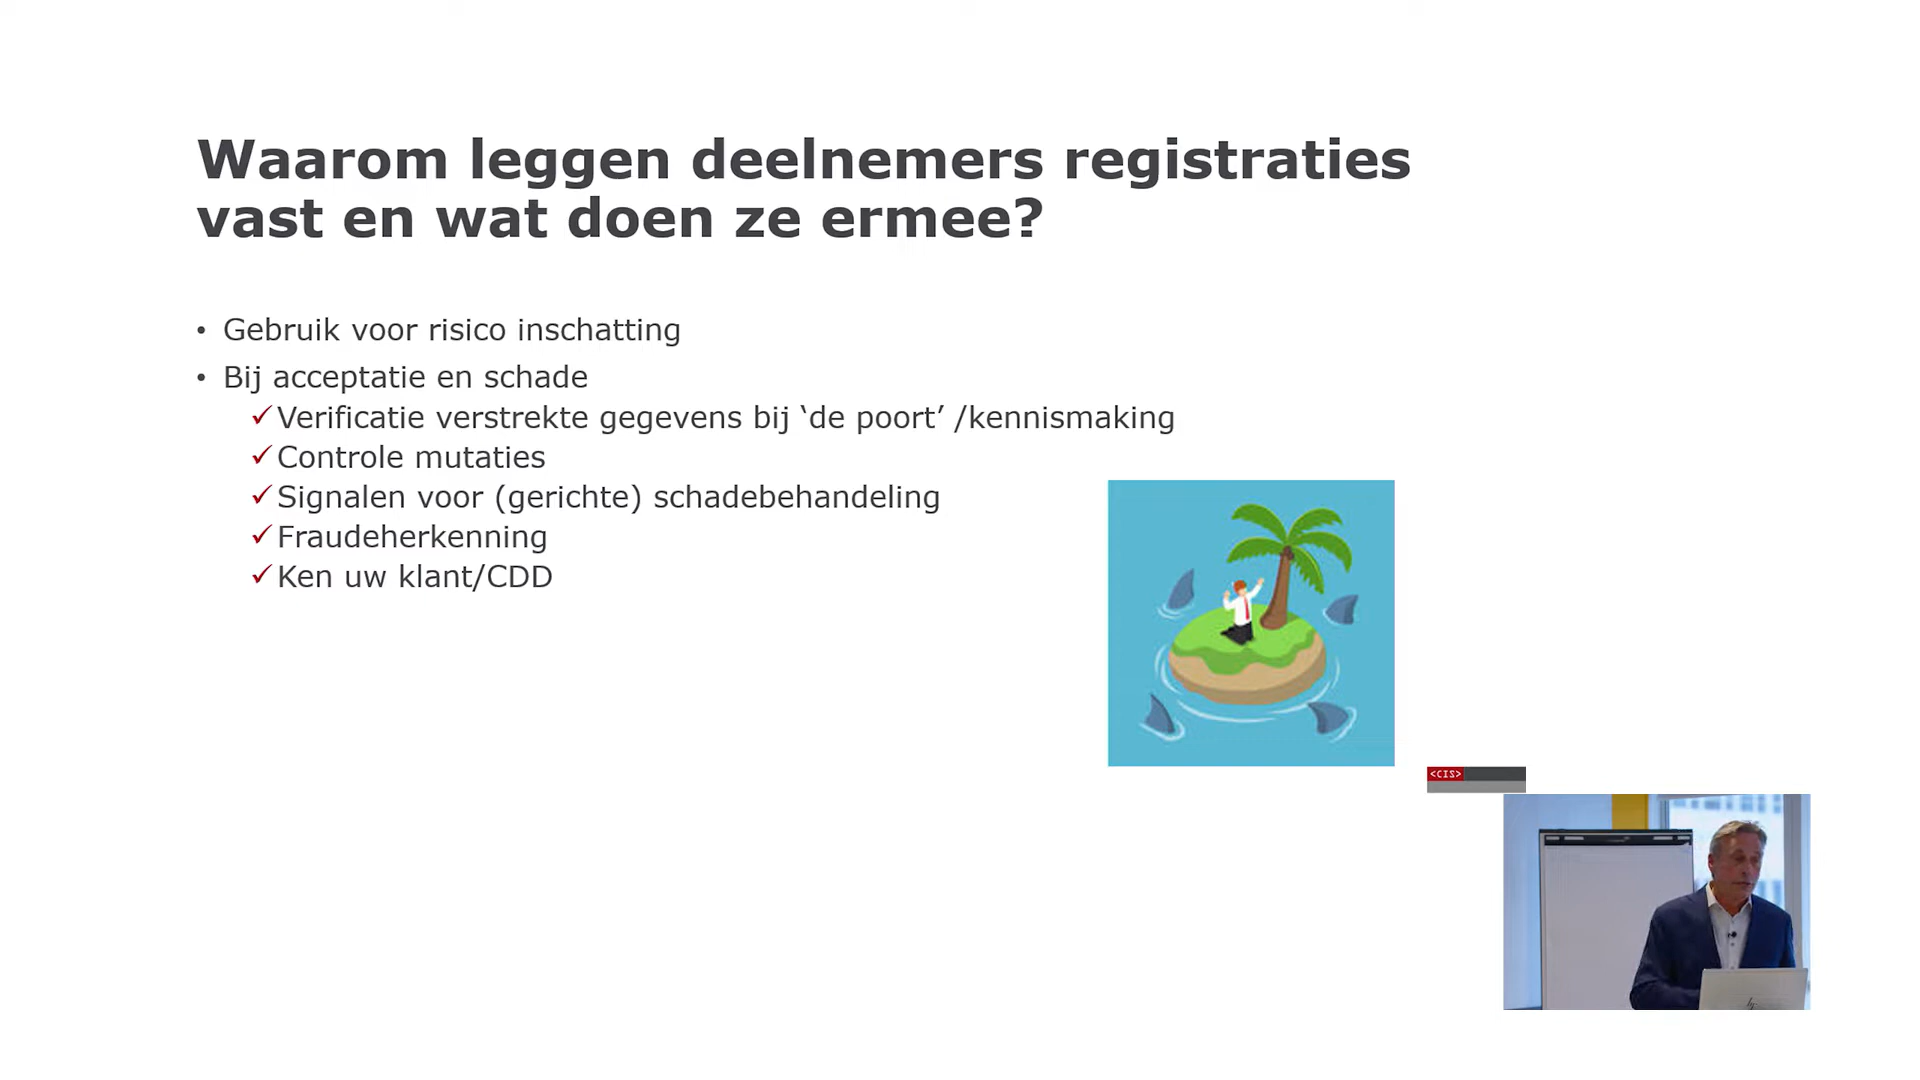 Waarom leggen deelnemers registraties
vast en wat doen ze ermee?
• Gebruik voor risico inschatting
• Bij acceptatie en schade
✓Verificatie verstrekte gegevens bij ‘de poort’ /kennismaking
✓Controle mutaties
✓Signalen voor (gerichte) schadebehandeling
✓Fraudeherkenning
✓Ken uw klant/CDD
<CIS>
hp